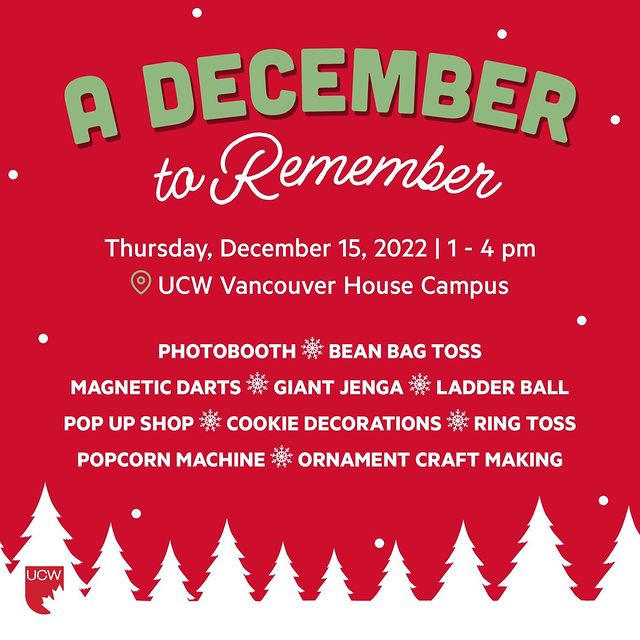 A DECEMBER
to Remember
Thursday, December 15, 2022 | 1 - 4 pm
UCW Vancouver House Campus
PHOTOBOOTH BEAN BAG TOSS
MAGNETIC DARTS GIANT JENGA LADDER BALL
POP UP SHOP COOKIE DECORATIONS RING TOSS
POPCORN MACHINE ORNAMENT CRAFT MAKING
UCW